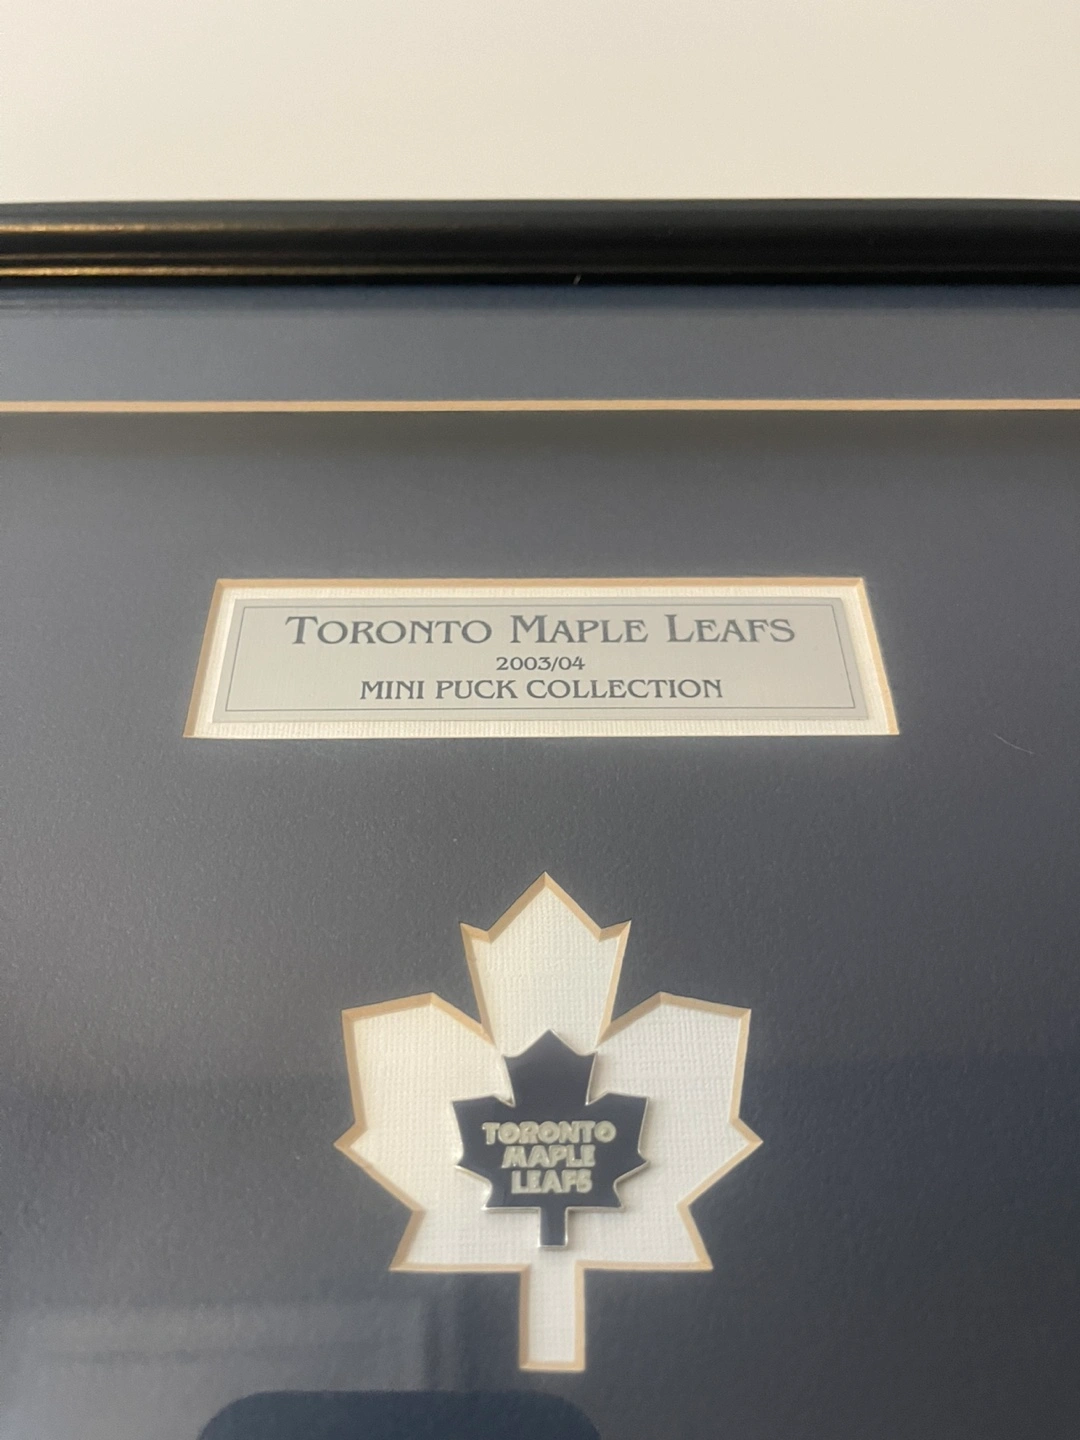 TORONTO MAPLE LEAFS
2003/04
MINI PUCK COLLECTION
TORONTO
MAPLE
LEAFS